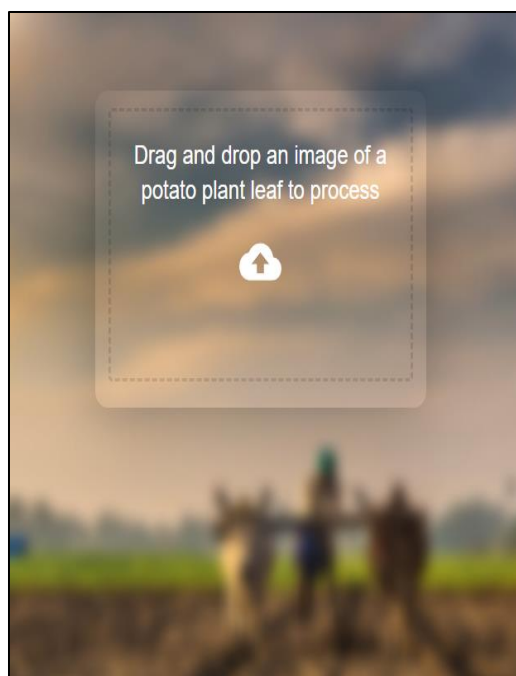 Drag and drop an image of a
potato plant leaf to process